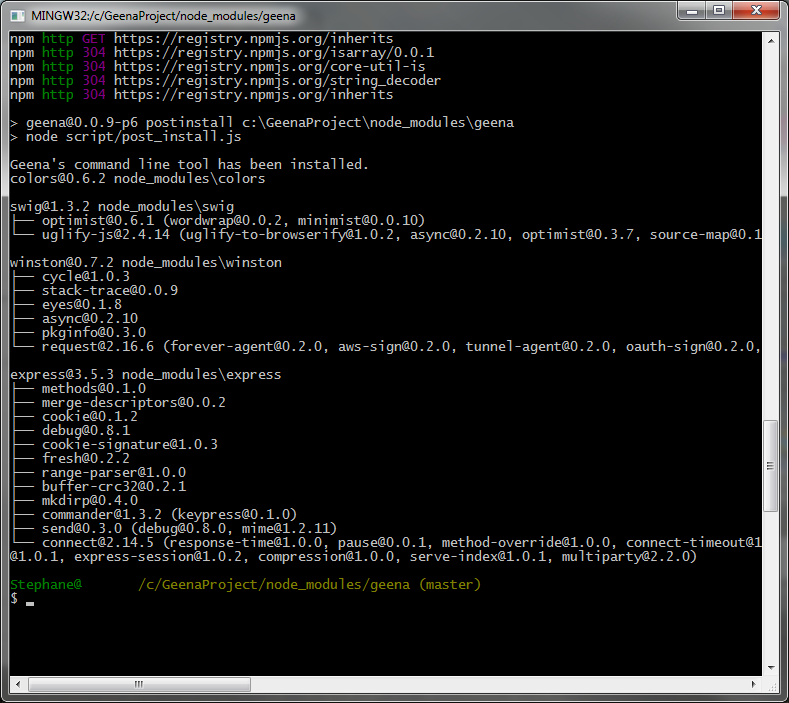 MINGW32:/c/GeenaProject/node_modules/geena
npm http GET https://registry.npmjs.org/inherits
npm http 304 https://registry.npmjs.org/isarray/0.0.1
npm http 304 https://registry.npmjs.org/core-util-is
npm http 304 https://registry.npmjs.org/string_decoder
npm http 304 https://registry.npmjs.org/inherits
> geena@0.0.9-p6 postinstall c:\GeenaProject\node_modules\geena
> node script/post_install.js
Geena's command line tool has been installed.
colors@0.6.2 node_modules\colors
swig@1.3.2 node_modules\swig
├── optimist@0.6.1 (wordwrap@0.0.2, minimist@0.0.10)
└── uglify-js@2.4.14 (uglify-to-browserify@1.0.2, async@0.2.10, optimist@0.3.7, source-map@0.1
winston@0.7.2 node_modules\winston
├── cycle@1.0.3
├── stack-trace@0.0.9
├── eyes@0.1.8
├── async@0.2.10
├── pkginfo@0.3.0
└── request@2.16.6 (forever-agent@0.2.0, aws-sign@0.2.0, tunnel-agent@0.2.0, oauth-sign@0.2.0,
express@3.5.3 node_modules\express
├── methods@0.1.0
├── merge-descriptors@0.0.2
├── cookie@0.1.2
├── debug@0.8.1
├── cookie-signature@1.0.3
├── fresh@0.2.2
├── range-parser@1.0.0
├── buffer-crc32@0.2.1
├── mkdirp@0.4.0
├── commander@1.3.2 (keypress@0.1.0)
├── send@0.3.0 (debug@0.8.0, mime@1.2.11)
└── connect@2.14.5 (response-time@1.0.0, pause@0.0.1, method-override@1.0.0, connect-timeout@1
@1.0.1, express-session@1.0.2, compression@1.0.0, serve-index@1.0.1, multiparty@2.2.0)
Stephane@ /c/GeenaProject/node_modules/geena (master)
$